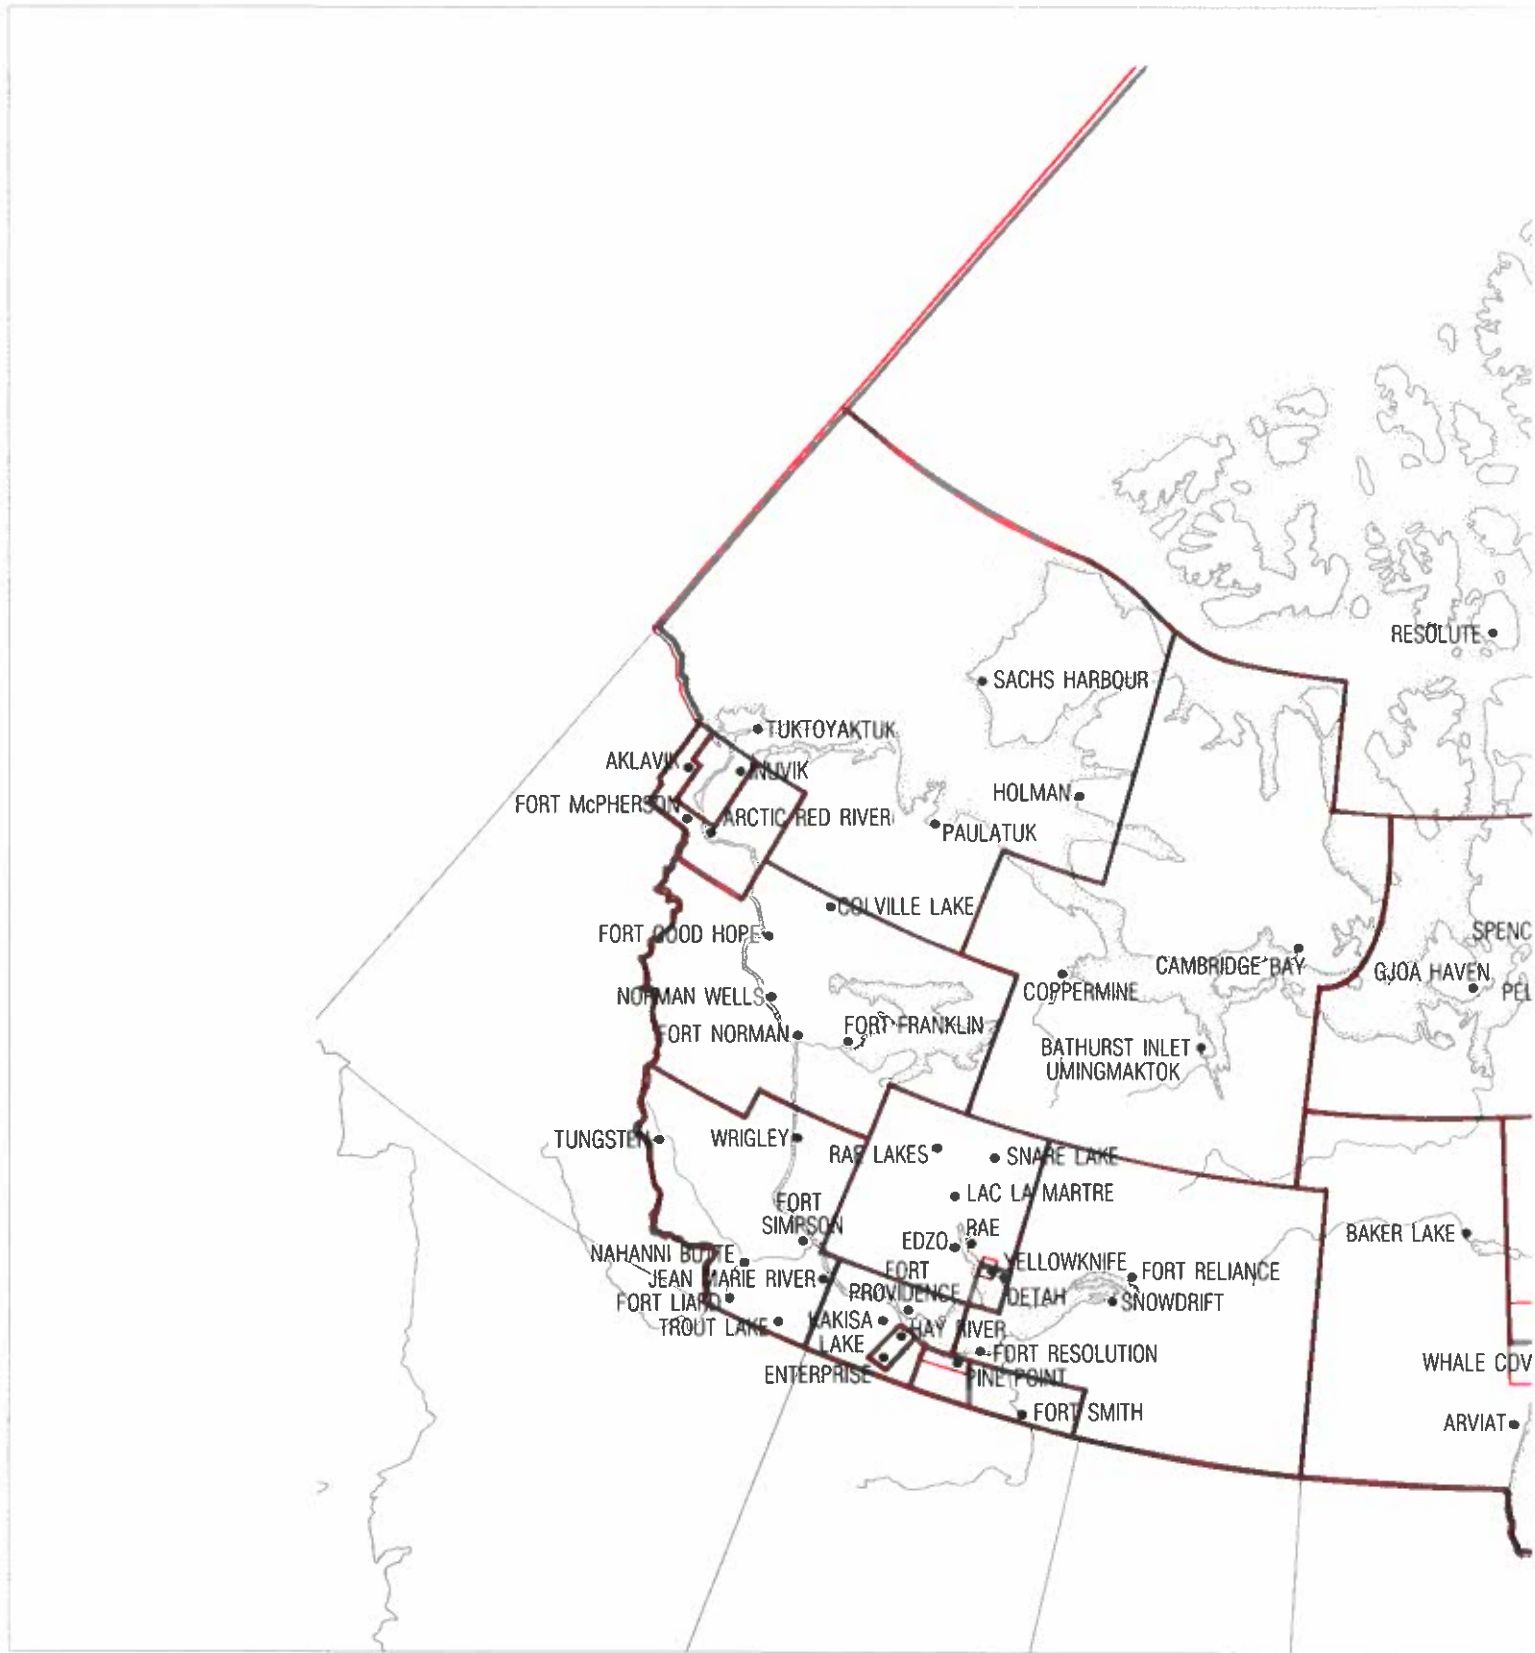 RESOLUTE
SACHS HARBOUR
TUKTOYAKTUK
AKLAVIK
INUVIK
HOLMAN
FORT McPHERSON
ARCTIC RED RIVER
PAULATUK
COLVILLE LAKE
FORT GOOD HOPE
SPENC
CAMBRIDGE BAY
GJOA HAVEN
COPPERMINE
PEL
NORMAN WELLS
FORT FRANKLIN
FORT NORMAN
BATHURST INLET
UMINGMAKTOK
TUNGSTEN
WRIGLEY
RAE LAKES
SNARE LAKE
LAC LA MARTRE
FORT
SIMPSON
RAE
EDZO
BAKER LAKE
NAHANNI BUTTE
YELLOWKNIFE
FORT RELIANCE
JEAN MARIE RIVER
FORT
PROVIDENCE
DETAH
SNOWDRIFT
FORT LIARD
TROUT LAKE
KAKISA
LAKE
HAY RIVER
FORT RESOLUTION
WHALE COV
ENTERPRISE
PINE POINT
FORT SMITH
ARVIAT